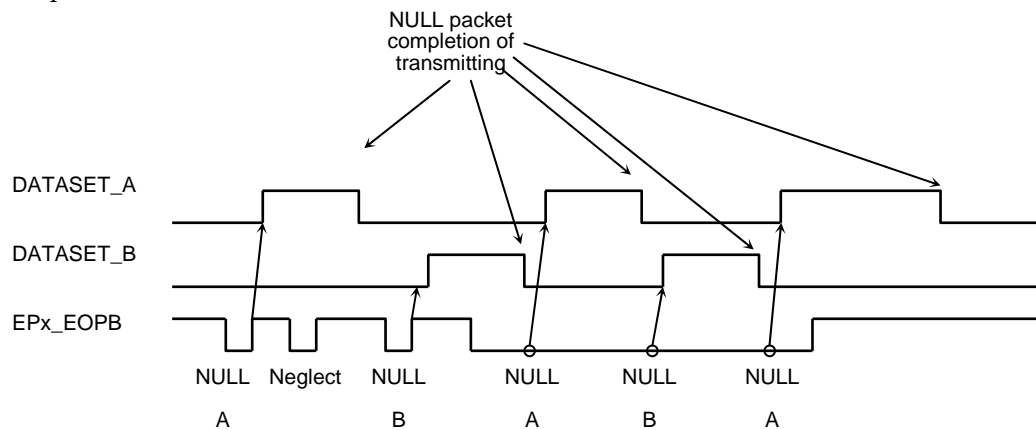 NULL packet
completion of
transmitting
DATASET_A
DATASET_B
EPx_EOPB
NULL Neglect NULL NULL NULL NULL
A B A B A